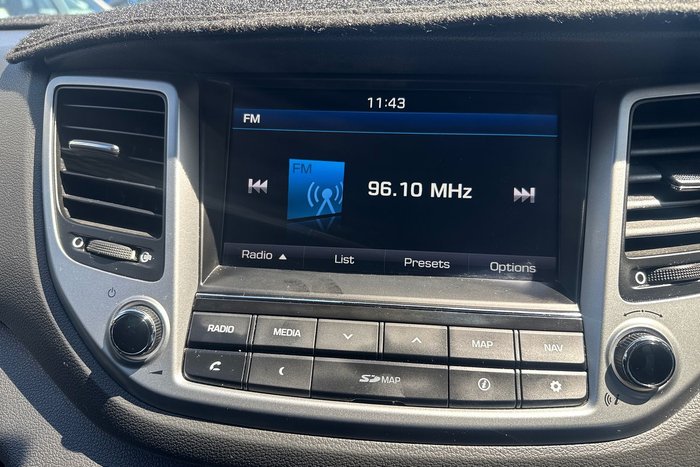 11:43
FM
FM
96.10 MHz
Radio ▲ List Presets Options
RADIO MEDIA MAP NAV
SD MAP